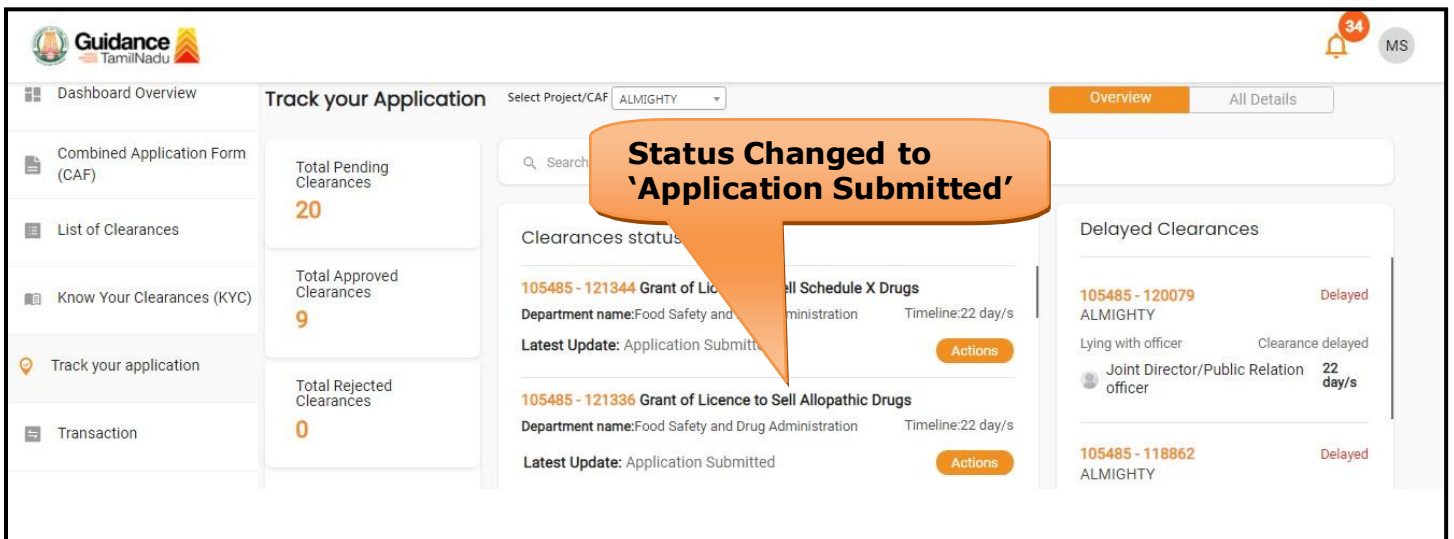 Guidance
TamilNadu
34
MS
Dashboard Overview
Combined Application Form
(CAF)
List of Clearances
Know Your Clearances (KYC)
Track your application
Transaction
Track your Application
Select Project/CAF ALMIGHTY
Overview
All Details
Total Pending
Clearances
20
Total Approved
Clearances
9
Total Rejected
Clearances
0
Search
Status Changed to
‘Application Submitted’
Clearances status
105485 - 121344 Grant of Lic ell Schedule X Drugs
Department name:Food Safety and ministration Timeline:22 day/s
Latest Update: Application Submitt
Actions
105485 - 121336 Grant of Licence to Sell Allopathic Drugs
Department name:Food Safety and Drug Administration Timeline:22 day/s
Latest Update: Application Submitted
Actions
Delayed Clearances
105485 - 120079 Delayed
ALMIGHTY
Lying with officer Clearance delayed
Joint Director/Public Relation 22
officer day/s
105485 - 118862 Delayed
ALMIGHTY